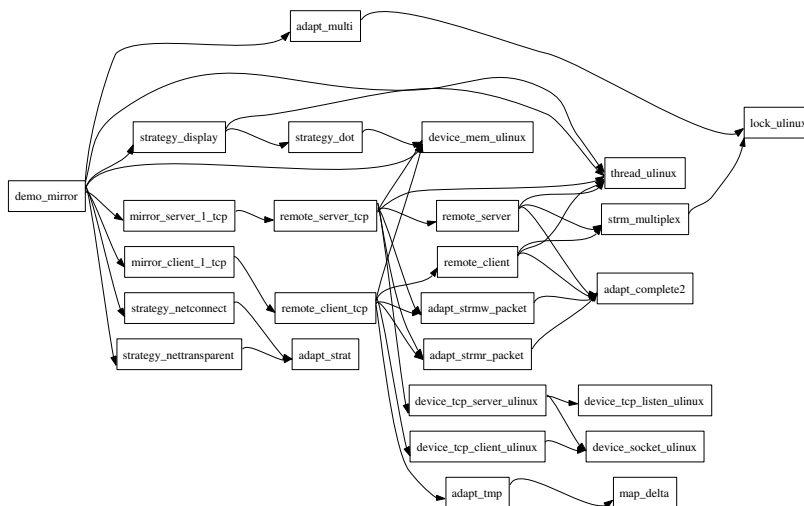 adapt_multi
lock_ulinux
strategy_display
strategy_dot
device_mem_ulinux
thread_ulinux
demo_mirror
mirror_server_1_tcp
remote_server_tcp
remote_server
strm_multiplex
mirror_client_1_tcp
remote_client
adapt_complete2
strategy_netconnect
remote_client_tcp
adapt_strmw_packet
strategy_nettransparent
adapt_strat
adapt_strmr_packet
device_tcp_server_ulinux
device_tcp_listen_ulinux
device_tcp_client_ulinux
device_socket_ulinux
adapt_tmp
map_delta